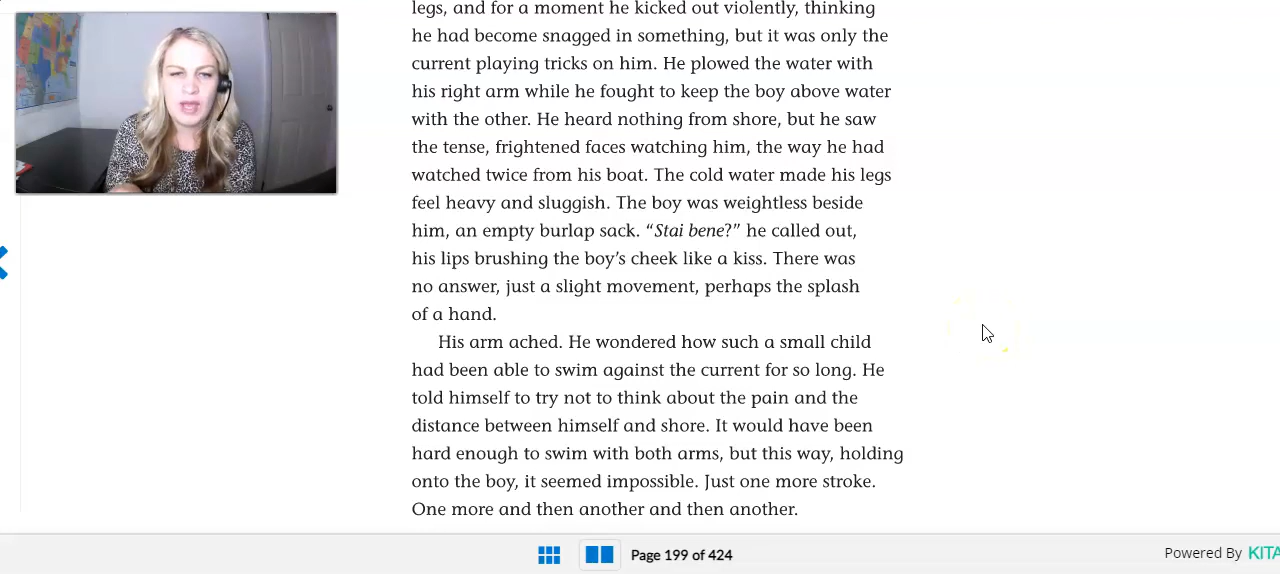 legs, and for a moment he kicked out violently, thinking
he had become snagged in something, but it was only the
current playing tricks on him. He plowed the water with
his right arm while he fought to keep the boy above water
with the other. He heard nothing from shore, but he saw
the tense, frightened faces watching him, the way he had
watched twice from his boat. The cold water made his legs
feel heavy and sluggish. The boy was weightless beside
him, an empty burlap sack. “Stai bene?” he called out,
his lips brushing the boy’s cheek like a kiss. There was
no answer, just a slight movement, perhaps the splash
of a hand.
His arm ached. He wondered how such a small child
had been able to swim against the current for so long. He
told himself to try not to think about the pain and the
distance between himself and shore. It would have been
hard enough to swim with both arms, but this way, holding
onto the boy, it seemed impossible. Just one more stroke.
One more and then another and then another.
Page 199 of 424
Powered By KITA